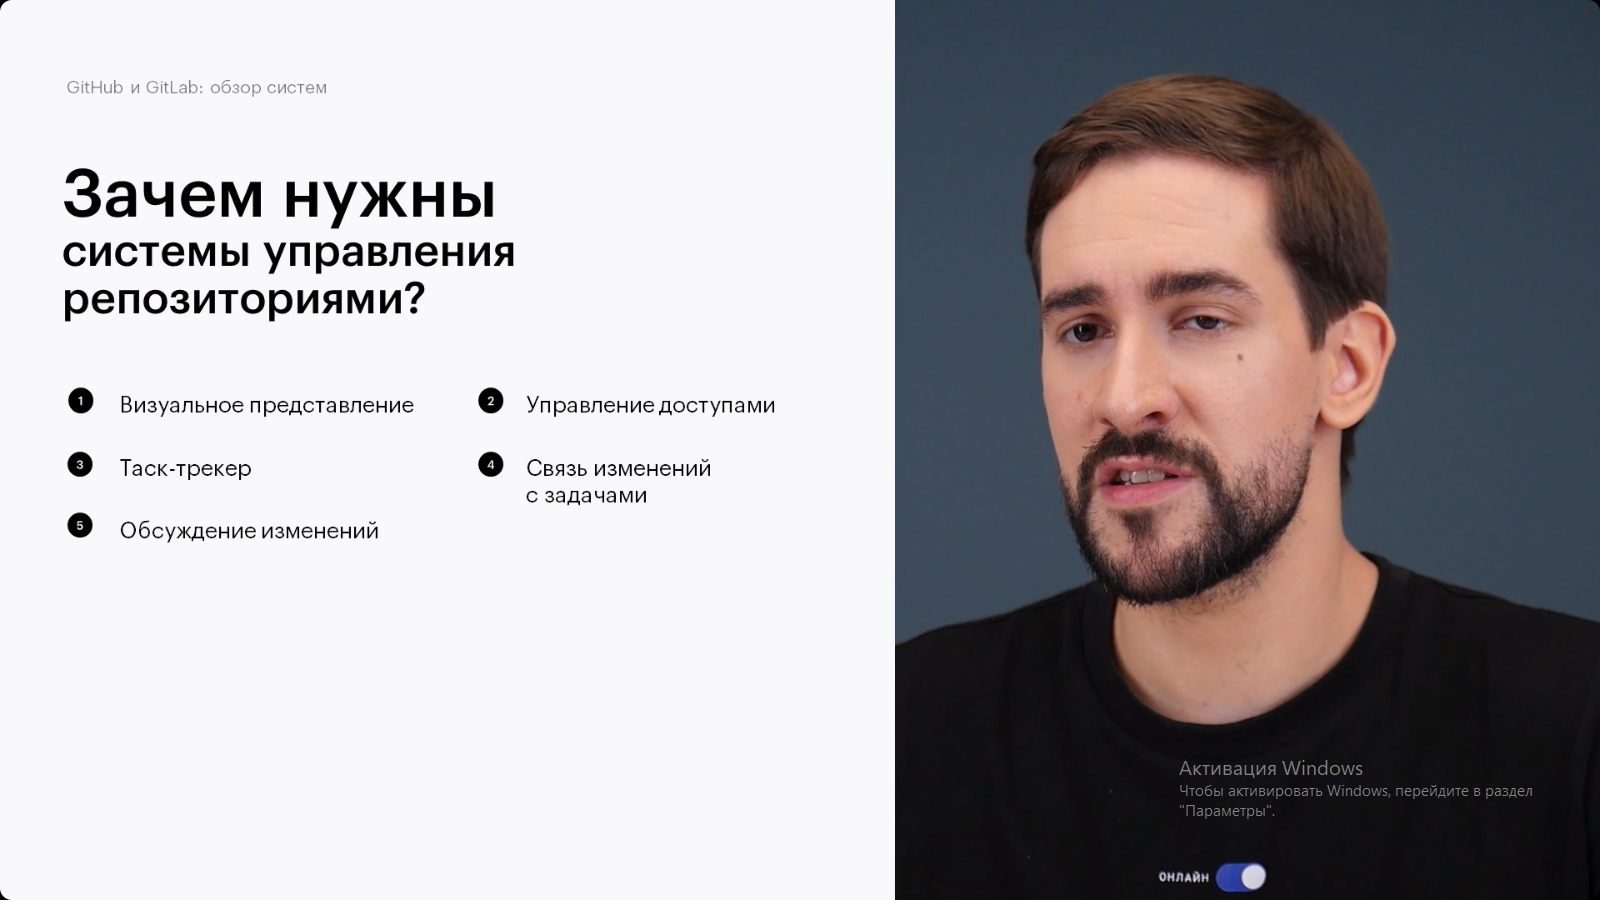 GitHub и GitLab: обзор систем
Зачем нужны
системы управления
репозиториями?
1 Визуальное представление
2 Управление доступами
3 Таск-трекер
4 Связь изменений
с задачами
5 Обсуждение изменений
Активация Windows
Чтобы активировать Windows, перейдите в раздел
"Параметры".
ОНЛАЙН